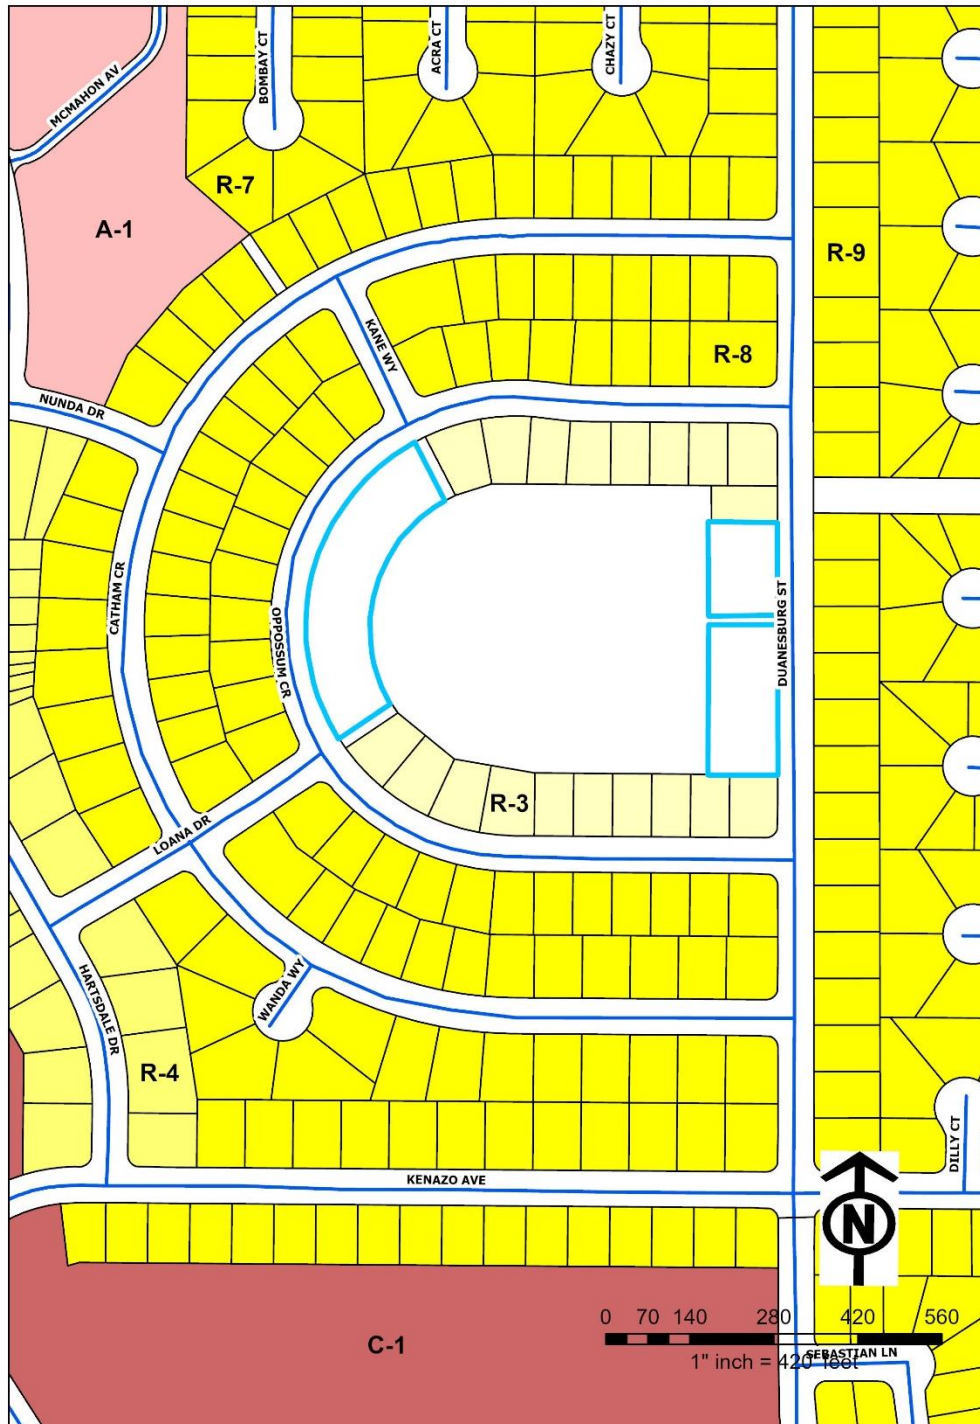 BOMBAY CT
ACRA CT
CHAZY CT
MCMAHON AV
R-7
A-1
R-9
KANE WY
R-8
NUNDA DR
CATHAM CR
OPPOSSUM CR
DUANESBURG ST
R-3
LOANA DR
HARTSDALE DR
WANDA WY
R-4
DILLY CT
KENAZO AVE
N
0 70 140 280 420 560
C-1
SEBASTIAN LN
1" inch = 420 feet